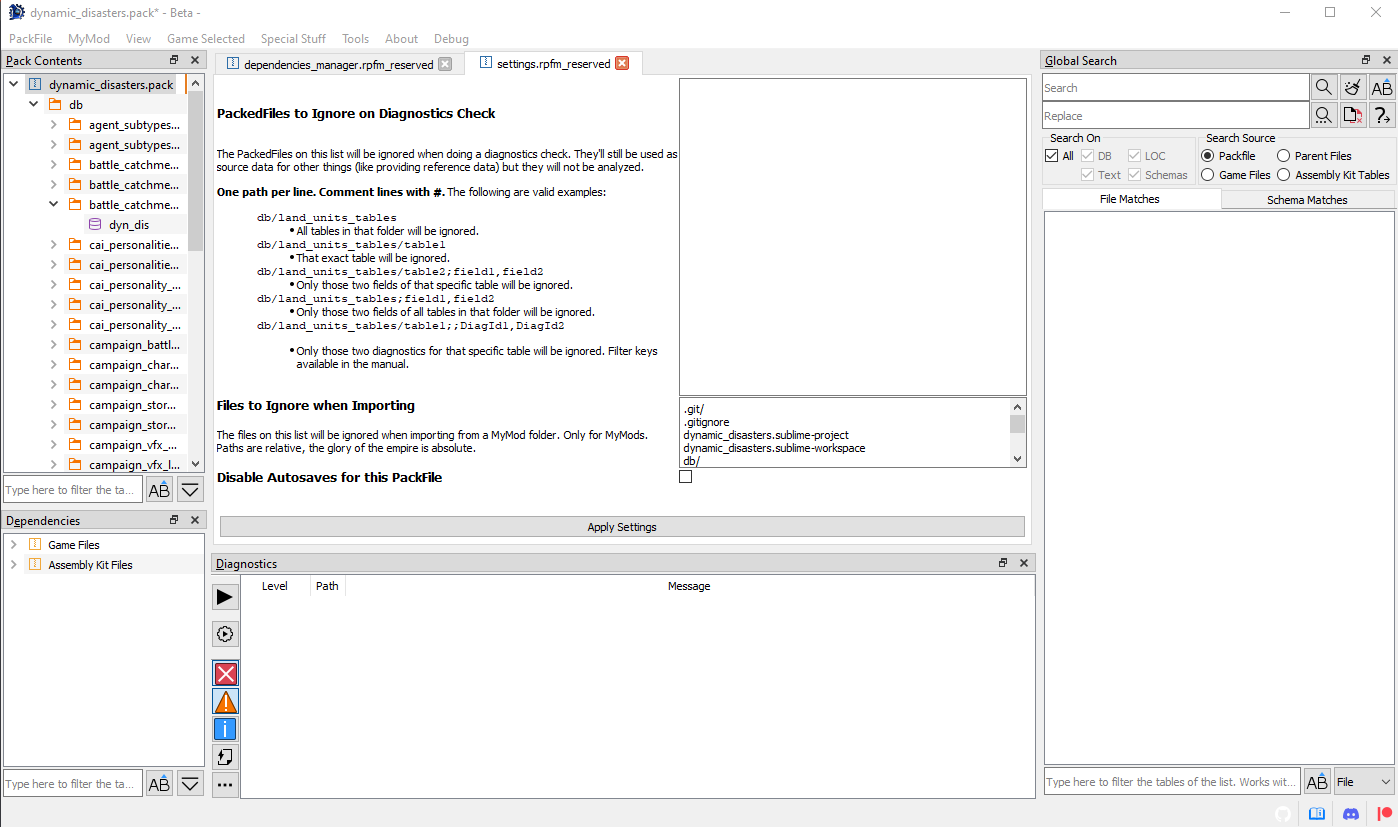 dynamic_disasters.pack* - Beta -
PackFile MyMod View Game Selected Special Stuff Tools About Debug
Pack Contents
dynamic_disasters.pack
db
agent_subtypes...
agent_subtypes...
battle_catchme...
battle_catchme...
battle_catchme...
dyn_dis
cai_personalitie...
cai_personalitie...
cai_personality_...
cai_personality_...
cai_personality_...
campaign_battl...
campaign_char...
campaign_char...
campaign_stor...
campaign_stor...
campaign_vfx_...
campaign_vfx_l...
Type here to filter the ta...
AB
Dependencies
Game Files
Assembly Kit Files
Type here to filter the ta...
AB
dependencies_manager.rpfm_reserved
settings.rpfm_reserved
PackedFiles to Ignore on Diagnostics Check
The PackedFiles on this list will be ignored when doing a diagnostics check. They'll still be used as
source data for other things (like providing reference data) but they will not be analyzed.
One path per line. Comment lines with #. The following are valid examples:
db/land_units_tables
• All tables in that folder will be ignored.
db/land_units_tables/table1
• That exact table will be ignored.
db/land_units_tables/table2;field1,field2
• Only those two fields of that specific table will be ignored.
db/land_units_tables;field1,field2
• Only those two fields of all tables in that folder will be ignored.
db/land_units_tables/table1;;DiagId1,DiagId2
• Only those two diagnostics for that specific table will be ignored. Filter keys
available in the manual.
Files to Ignore when Importing
The files on this list will be ignored when importing from a MyMod folder. Only for MyMods.
Paths are relative, the glory of the empire is absolute.
.git/
.gitignore
dynamic_disasters.sublime-project
dynamic_disasters.sublime-workspace
db/
Disable Autosaves for this PackFile
Apply Settings
Diagnostics
Level Path Message
Global Search
Search
AB
Replace
Search On
All DB LOC
Text Schemas
Search Source
Packfile Parent Files
Game Files Assembly Kit Tables
File Matches Schema Matches
Type here to filter the tables of the list. Works wit...
AB
File